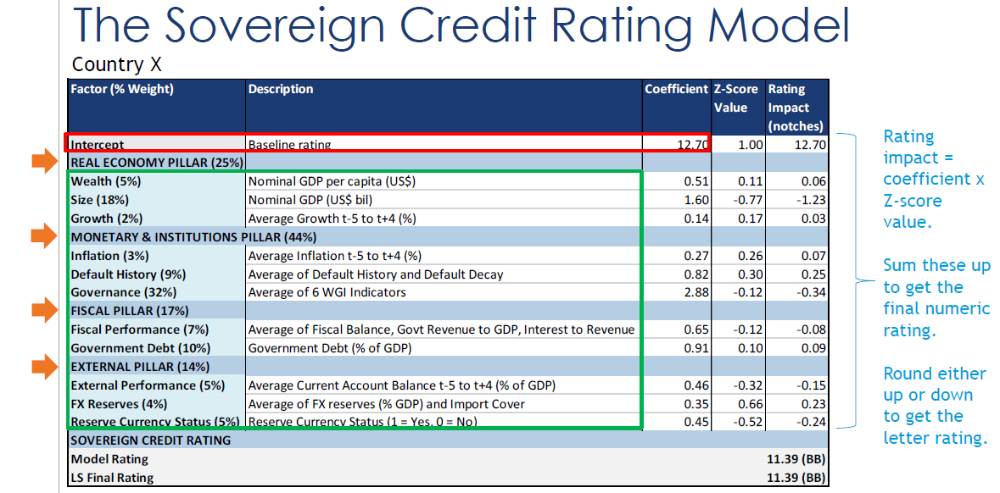 The Sovereign Credit Rating Model
Country X
Factor (% Weight) Description Coefficient Z-Score Value Rating Impact (notches)
Intercept Baseline rating 12.70 1.00 12.70
REAL ECONOMY PILLAR (25%)
Wealth (5%) Nominal GDP per capita (US$) 0.51 0.11 0.06
Size (18%) Nominal GDP (US$ bil) 1.60 -0.77 -1.23
Growth (2%) Average Growth t-5 to t+4 (%) 0.14 0.17 0.03
MONETARY & INSTITUTIONS PILLAR (44%)
Inflation (3%) Average Inflation t-5 to t+4 (%) 0.27 0.26 0.07
Default History (9%) Average of Default History and Default Decay 0.82 0.30 0.25
Governance (32%) Average of 6 WGI Indicators 2.88 -0.12 -0.34
FISCAL PILLAR (17%)
Fiscal Performance (7%) Average of Fiscal Balance, Govt Revenue to GDP, Interest to Revenue 0.65 -0.12 -0.08
Government Debt (10%) Government Debt (% of GDP) 0.91 0.10 0.09
EXTERNAL PILLAR (14%)
External Performance (5%) Average Current Account Balance t-5 to t+4 (% of GDP) 0.46 -0.32 -0.15
FX Reserves (4%) Average of FX reserves (% GDP) and Import Cover 0.35 0.66 0.23
Reserve Currency Status (5%) Reserve Currency Status (1 = Yes, 0 = No) 0.45 -0.52 -0.24
SOVEREIGN CREDIT RATING
Model Rating 11.39 (BB)
LS Final Rating 11.39 (BB)
Rating
impact =
coefficient x
Z-score
value.
Sum these up
to get the
final numeric
rating.
Round either
up or down
to get the
letter rating.